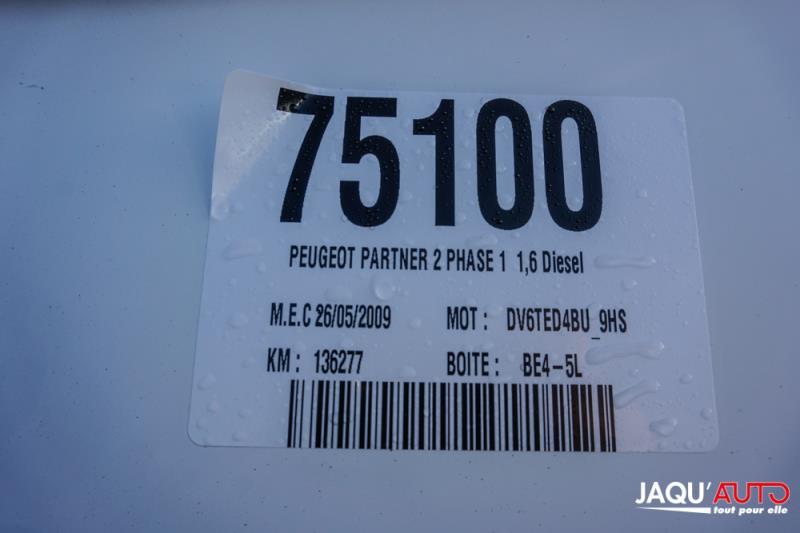 75100
PEUGEOT PARTNER 2 PHASE 1 1,6 Diesel
M.E.C 26/05/2009 MOT : DV6TED4BU_9HS
KM : 136277 BOITE : BE4-5L
JAQU'AUTO
tout pour elle